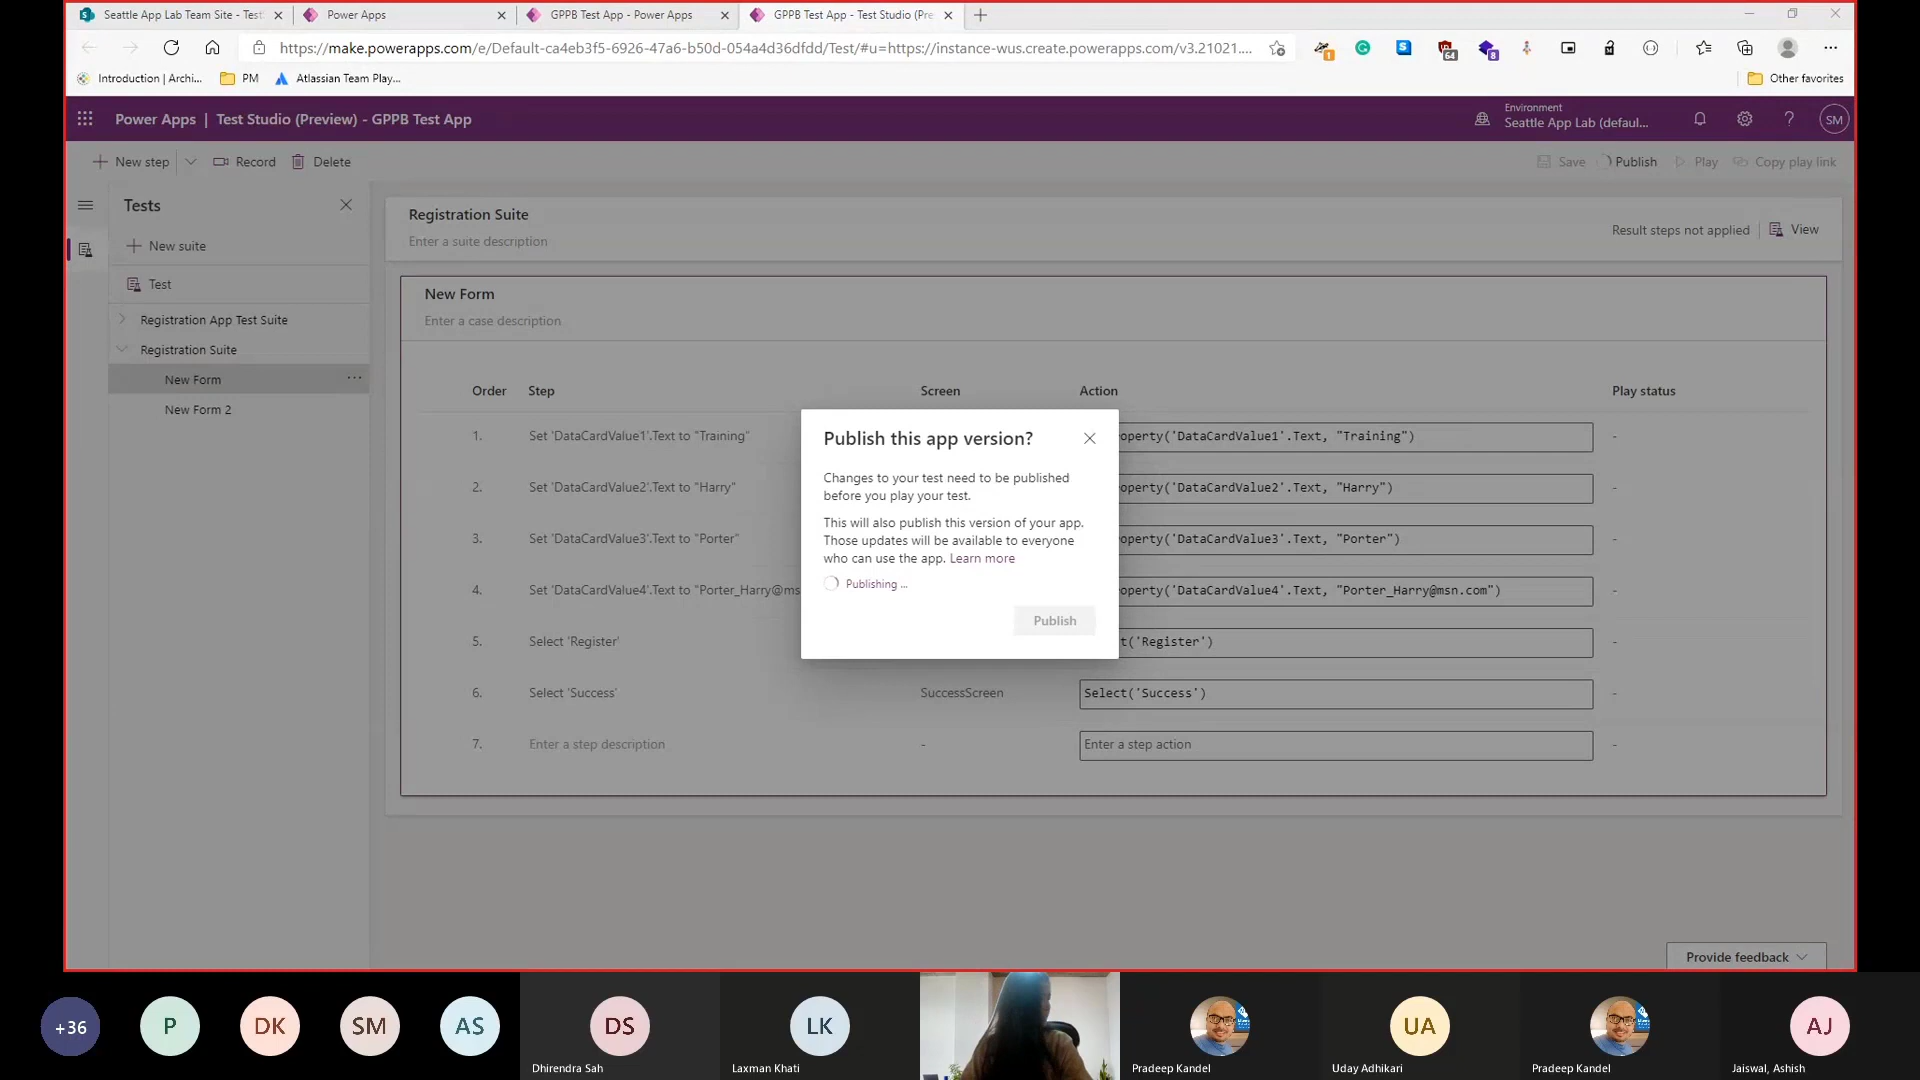 Seattle App Lab Team Site - Test
Power Apps
GPPB Test App - Power Apps
GPPB Test App - Test Studio (Pre
https://make.powerapps.com/e/Default-ca4eb3f5-6926-47a6-b50d-054a4d36dfdd/Test/#u=https://instance-wus.create.powerapps.com/v3.21021....
1
64
8
Introduction | Archi...
PM
Atlassian Team Play...
Other favorites
Power Apps | Test Studio (Preview) - GPPB Test App
Environment
Seattle App Lab (defaul...
?
SM
New step
Record
Delete
Save
Publish
Play
Copy play link
Tests
New suite
Test
Registration App Test Suite
Registration Suite
New Form
...
New Form 2
Registration Suite
Enter a suite description
Result steps not applied
View
New Form
Enter a case description
Order Step Screen Action Play status
1. Set 'DataCardValue1'.Text to "Training" operty('DataCardValue1'.Text, "Training") -
2. Set 'DataCardValue2'.Text to "Harry" operty('DataCardValue2'.Text, "Harry") -
3. Set 'DataCardValue3'.Text to "Porter" operty('DataCardValue3'.Text, "Porter") -
4. Set 'DataCardValue4'.Text to "Porter_Harry@ms operty('DataCardValue4'.Text, "Porter_Harry@msn.com") -
5. Select 'Register' t('Register') -
6. Select 'Success' SuccessScreen Select('Success') -
7. Enter a step description - Enter a step action -
Publish this app version?
Changes to your test need to be published
before you play your test.
This will also publish this version of your app.
Those updates will be available to everyone
who can use the app. Learn more
Publishing ...
Publish
Provide feedback
+36
P
DK
SM
AS
DS
Dhirendra Sah
LK
Laxman Khati
Pradeep Kandel
UA
Uday Adhikari
Pradeep Kandel
AJ
Jaiswal, Ashish